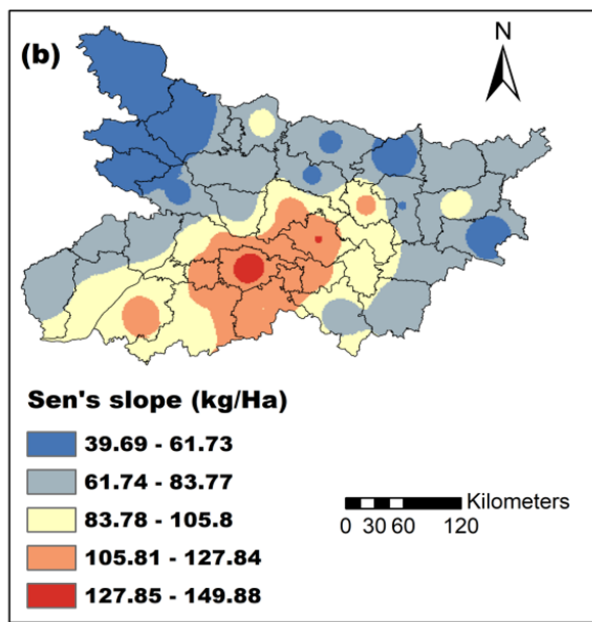 (b)
N
Sen's slope (kg/Ha)
39.69 - 61.73
61.74 - 83.77
83.78 - 105.8
105.81 - 127.84
127.85 - 149.88
Kilometers
0 15 30 60 120